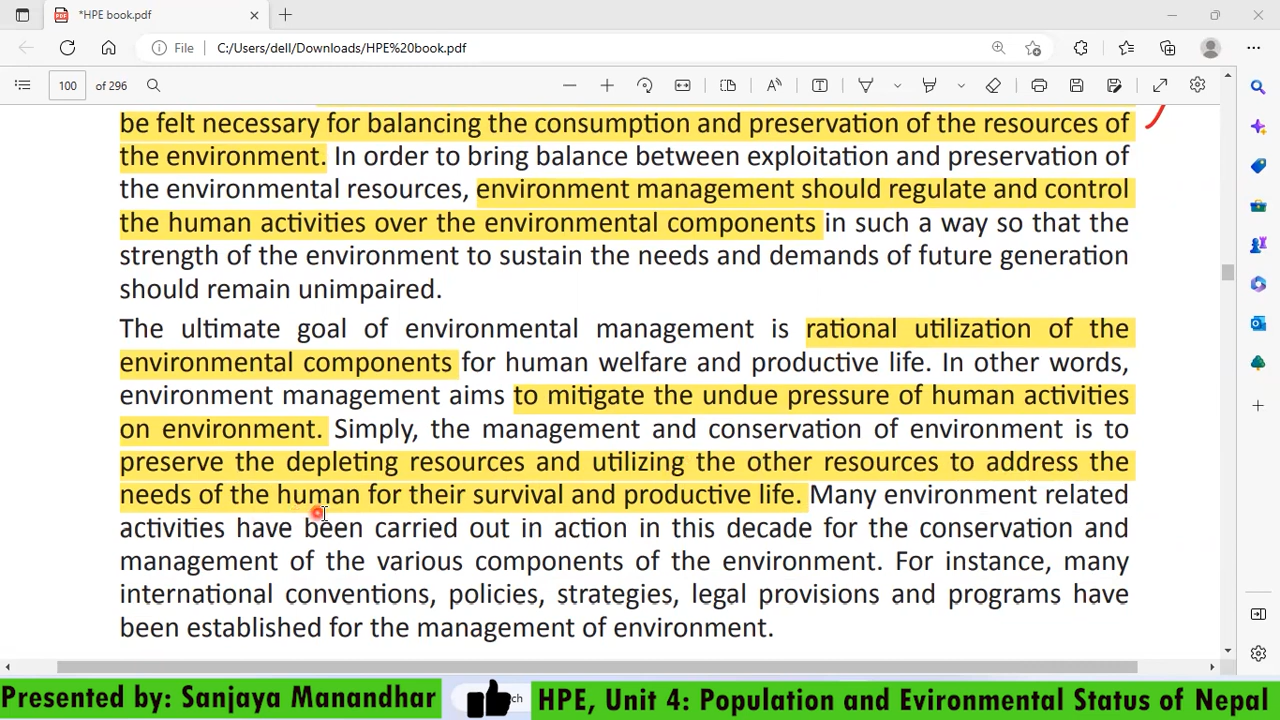 *HPE book.pdf
File C:/Users/dell/Downloads/HPE%20book.pdf
100 of 296
be felt necessary for balancing the consumption and preservation of the resources of
the environment. In order to bring balance between exploitation and preservation of
the environmental resources, environment management should regulate and control
the human activities over the environmental components in such a way so that the
strength of the environment to sustain the needs and demands of future generation
should remain unimpaired.
The ultimate goal of environmental management is rational utilization of the
environmental components for human welfare and productive life. In other words,
environment management aims to mitigate the undue pressure of human activities
on environment. Simply, the management and conservation of environment is to
preserve the depleting resources and utilizing the other resources to address the
needs of the human for their survival and productive life. Many environment related
activities have been carried out in action in this decade for the conservation and
management of the various components of the environment. For instance, many
international conventions, policies, strategies, legal provisions and programs have
been established for the management of environment.
Presented by: Sanjaya Manandhar ch HPE, Unit 4: Population and Evironmental Status of Nepal